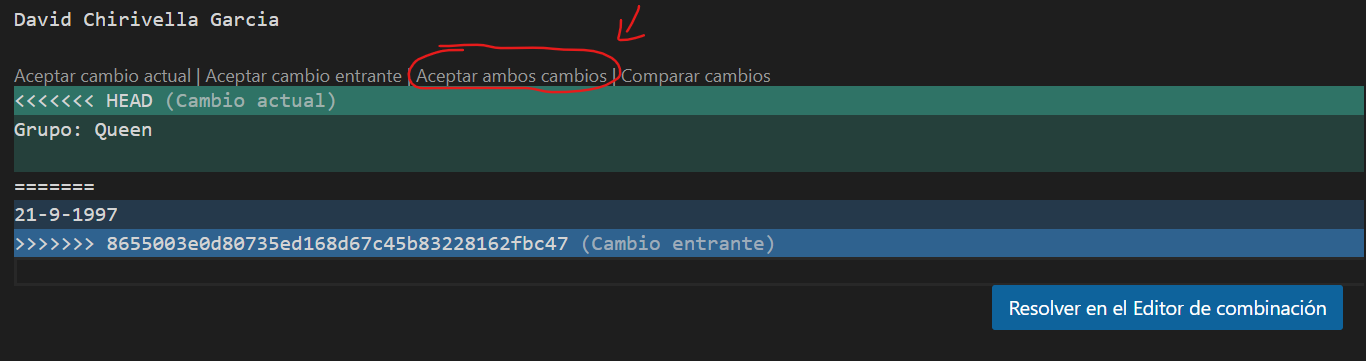 David Chirivella Garcia
Aceptar cambio actual | Aceptar cambio entrante | Aceptar ambos cambios | Comparar cambios
<<<<<<< HEAD (Cambio actual)
Grupo: Queen
=======
21-9-1997
>>>>>>> 8655003e0d80735ed168d67c45b83228162fbc47 (Cambio entrante)
Resolver en el Editor de combinación